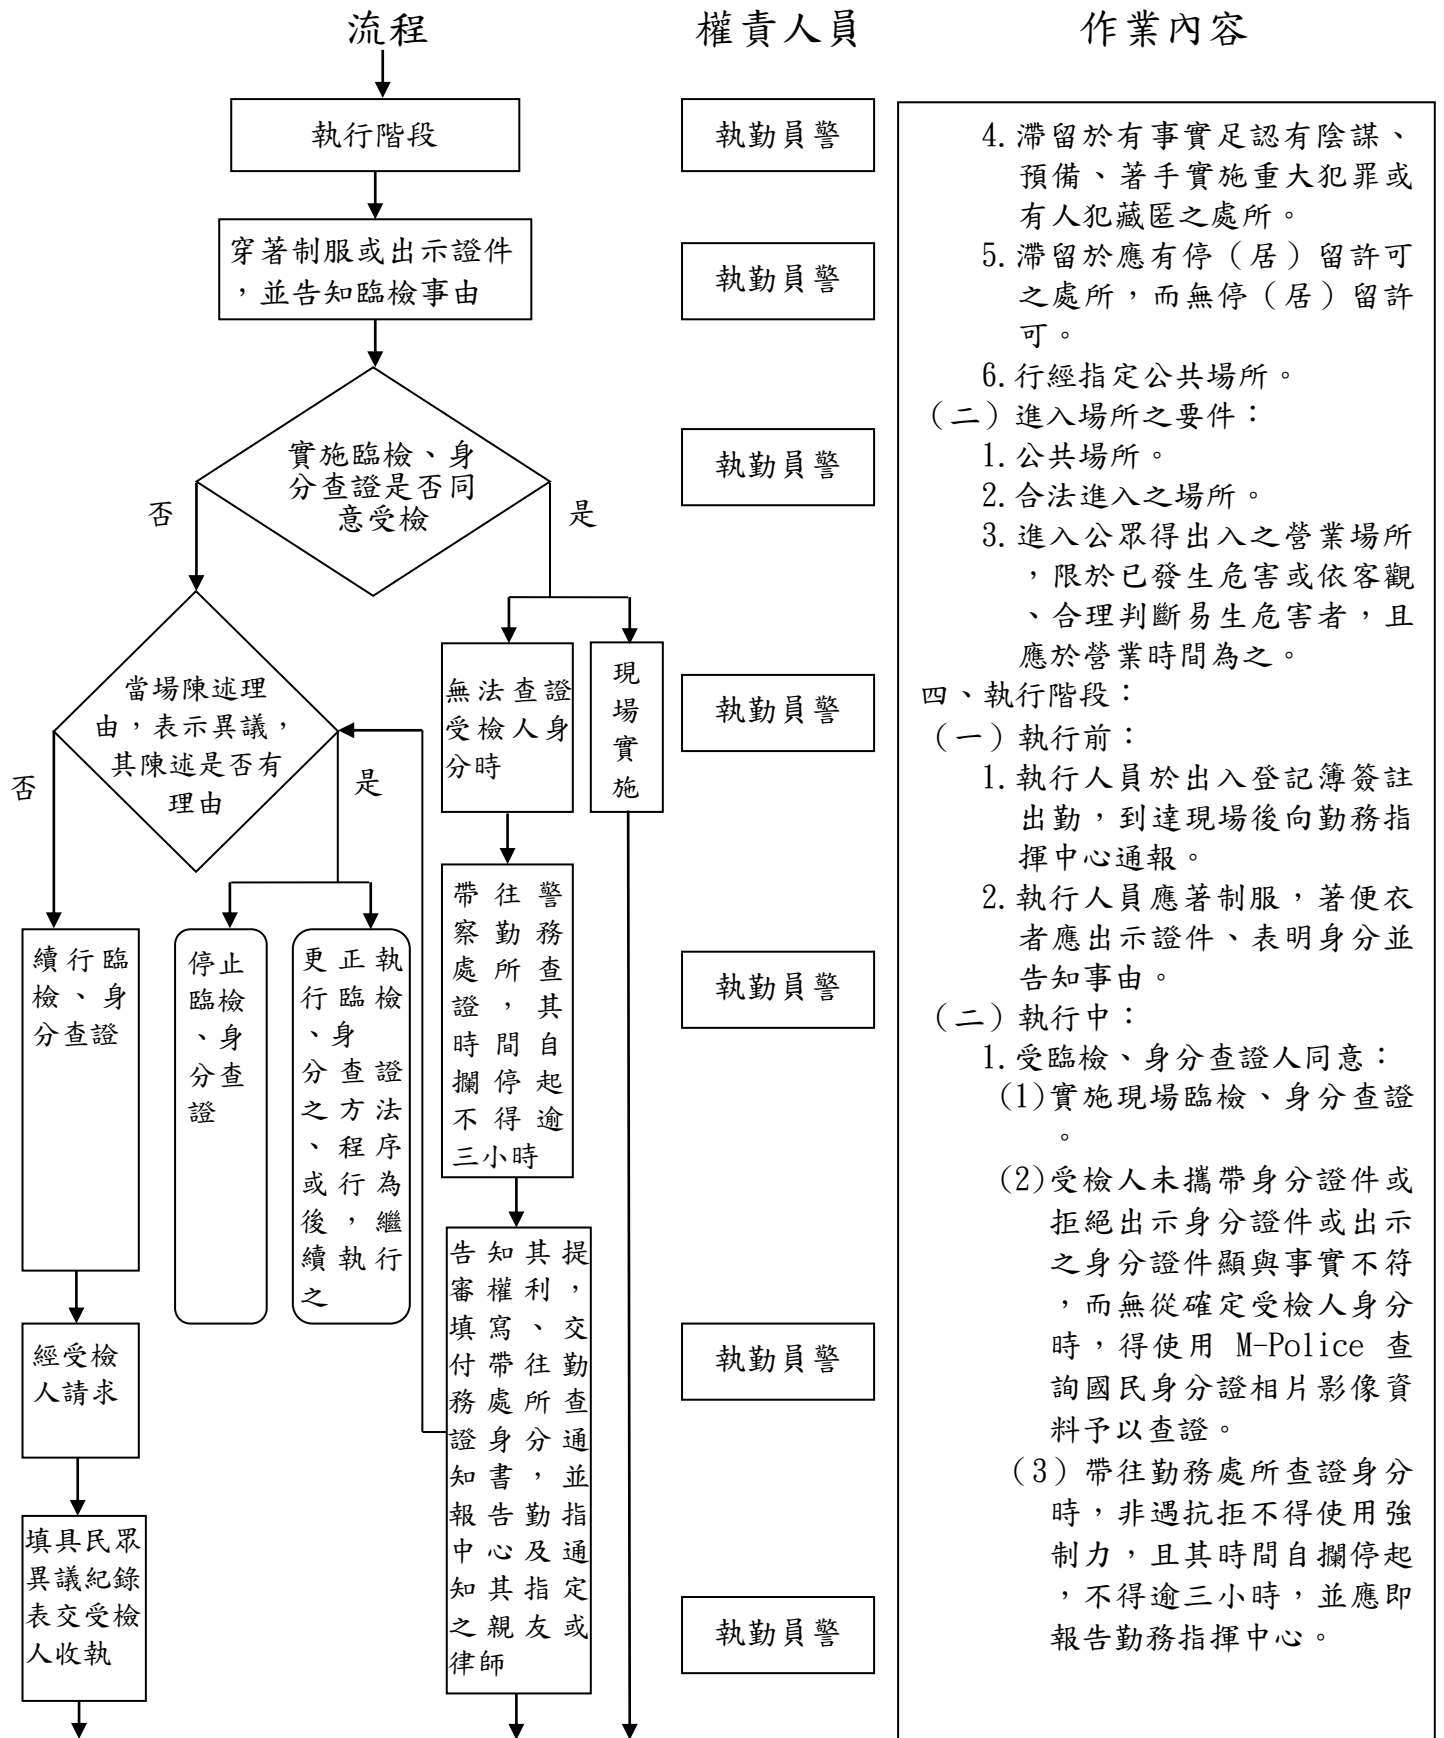 流程
權責人員
作業內容
執行階段
穿著制服或出示證件
，並告知臨檢事由
實施臨檢、身
分查證是否同
意受檢
否
是
當場陳述理
由，表示異議，
其陳述是否有
理由
否
是
無法查證
受檢人身
分時
現
場
實
施
帶往警
察勤務
處所查
證，其
時間自
攔停起
不得逾
三小時
續行臨
檢、身
分查證
停止
臨檢
、身
分查
證
更正執
行臨檢
、身
分查證
之方法
、程序
或行為
後，繼
續執行
之
告知其提
審權利，
填寫、交
付帶往勤
務處所查
證身分通
知書，並
報告勤指
中心及通
知其指定
之親友或
律師
經受檢
人請求
填具民眾
異議紀錄
表交受檢
人收執
執勤員警
執勤員警
執勤員警
執勤員警
執勤員警
執勤員警
執勤員警
4.滯留於有事實足認有陰謀、
預備、著手實施重大犯罪或
有人犯藏匿之處所。
5.滯留於應有停（居）留許可
之處所，而無停（居）留許
可。
6.行經指定公共場所。
（二）進入場所之要件：
1.公共場所。
2.合法進入之場所。
3.進入公眾得出入之營業場所
，限於已發生危害或依客觀
、合理判斷易生危害者，且
應於營業時間為之。
四、執行階段：
（一）執行前：
1.執行人員於出入登記簿簽註
出勤，到達現場後向勤務指
揮中心通報。
2.執行人員應著制服，著便衣
者應出示證件、表明身分並
告知事由。
（二）執行中：
1.受臨檢、身分查證人同意：
(1)實施現場臨檢、身分查證
。
(2)受檢人未攜帶身分證件或
拒絕出示身分證件或出示
之身分證件顯與事實不符
，而無從確定受檢人身分
時，得使用 M-Police 查
詢國民身分證相片影像資
料予以查證。
（3）帶往勤務處所查證身分
時，非遇抗拒不得使用強
制力，且其時間自攔停起
，不得逾三小時，並應即
報告勤務指揮中心。